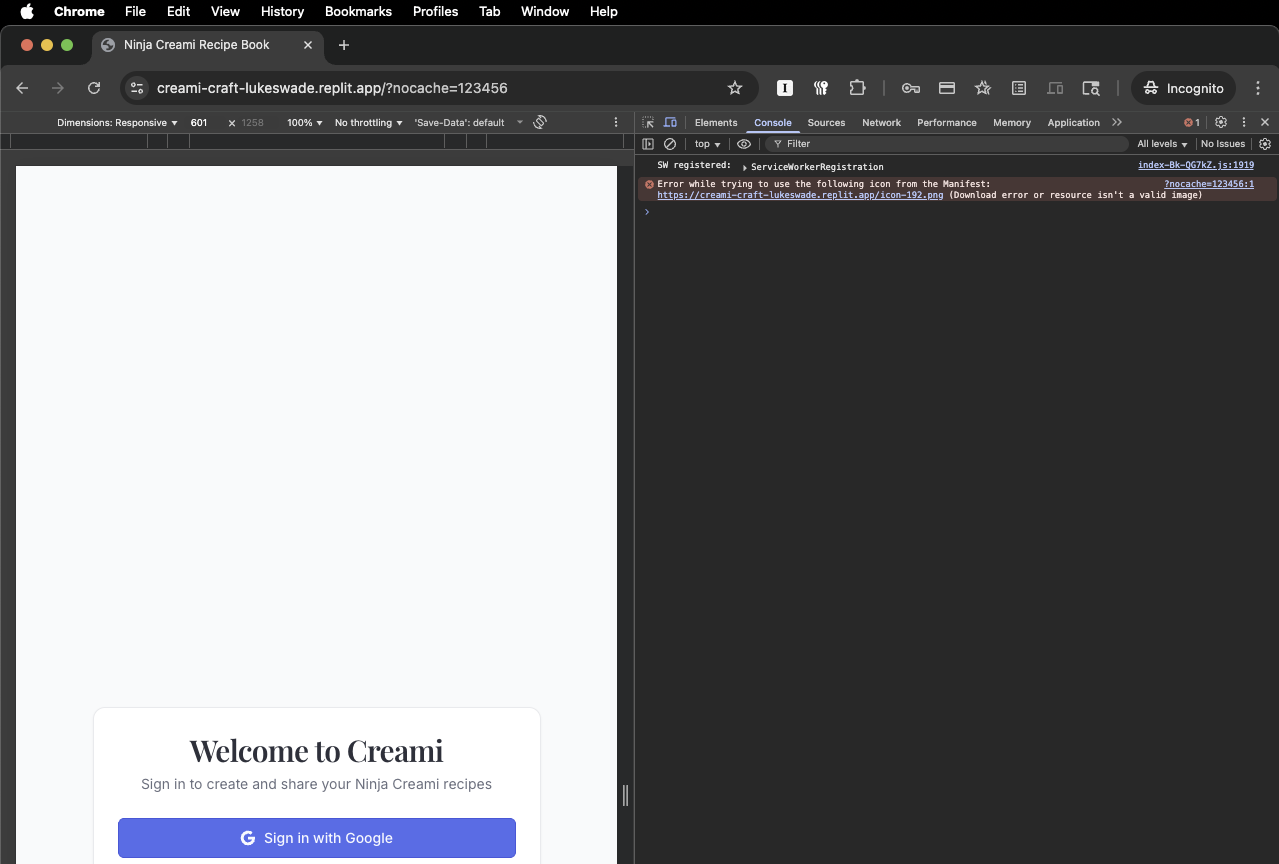 Chrome File Edit View History Bookmarks Profiles Tab Window Help
Ninja Creami Recipe Book
creami-craft-lukeswade.replit.app/?nocache=123456
Incognito
Dimensions: Responsive 601 × 1258 100% No throttling 'Save-Data': default
Elements Console Sources Network Performance Memory Application 1
top Filter All levels No Issues
SW registered: ServiceWorkerRegistration index-Bk-QG7kZ.js:1919
Error while trying to use the following icon from the Manifest: ?nocache=123456:1
https://creami-craft-lukeswade.replit.app/icon-192.png (Download error or resource isn't a valid image)
Welcome to Creami
Sign in to create and share your Ninja Creami recipes
G Sign in with Google